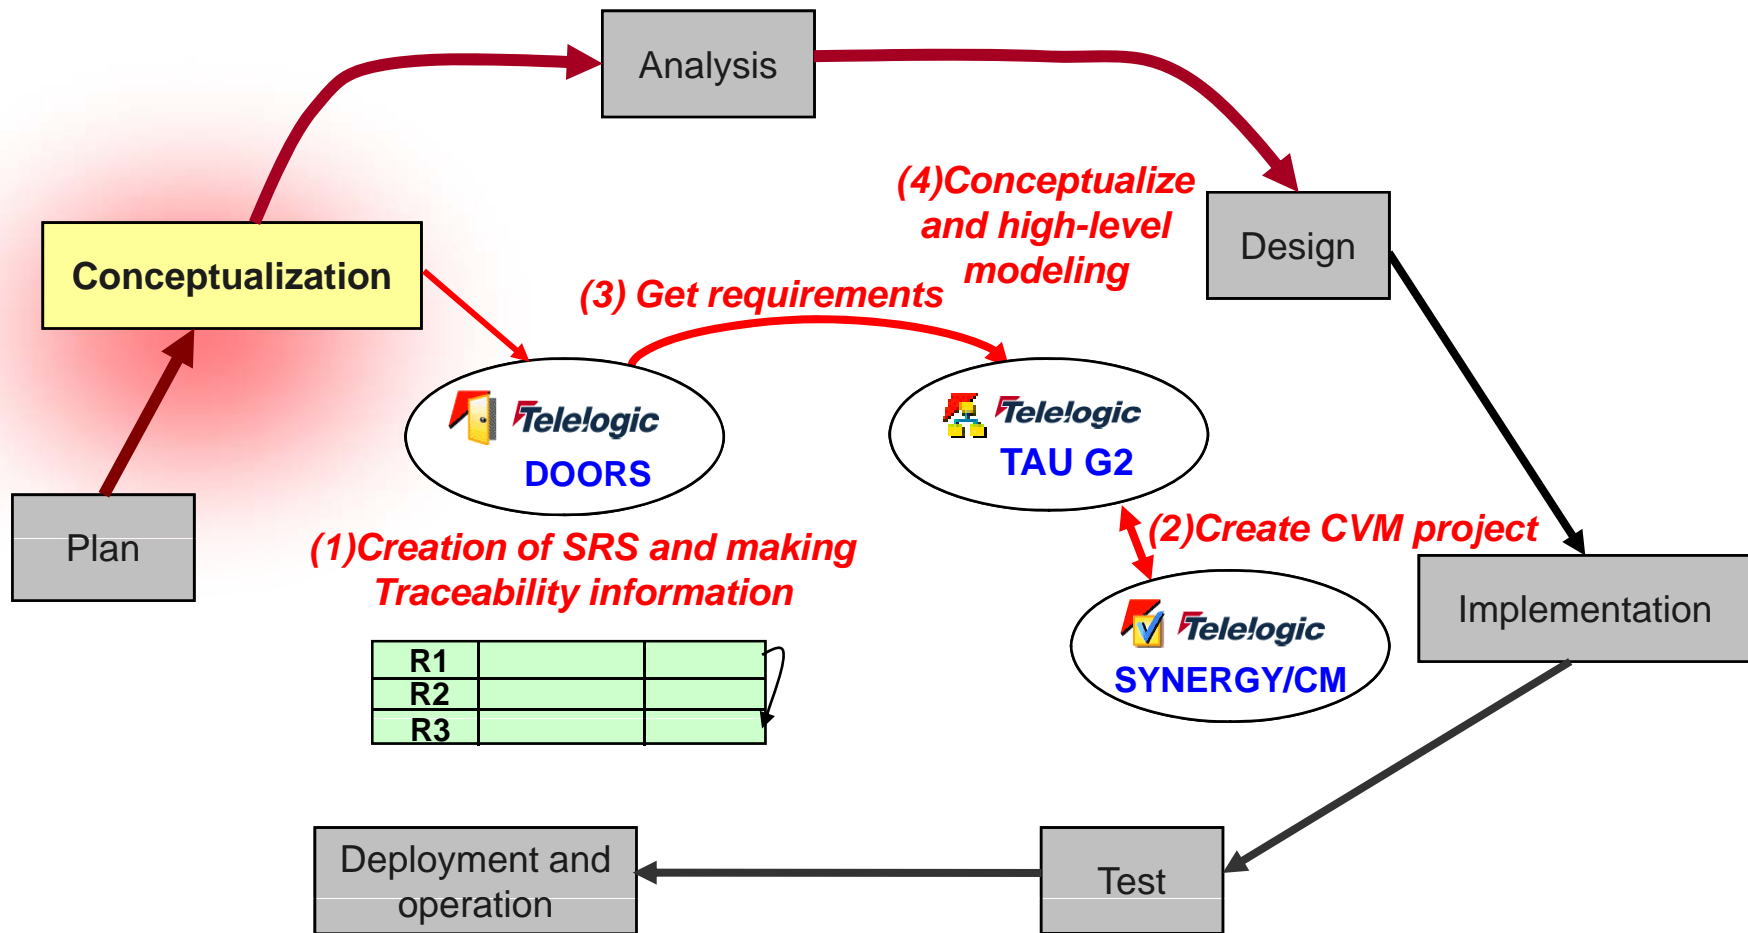 Analysis
(4)Conceptualize
and high-level
modeling
Design
Conceptualization
(3) Get requirements
Telelogic
DOORS
Telelogic
TAU G2
Plan
(1)Creation of SRS and making
Traceability information
(2)Create CVM project
Implementation
Telelogic
SYNERGY/CM
R1
R2
R3
Deployment and
operation
Test